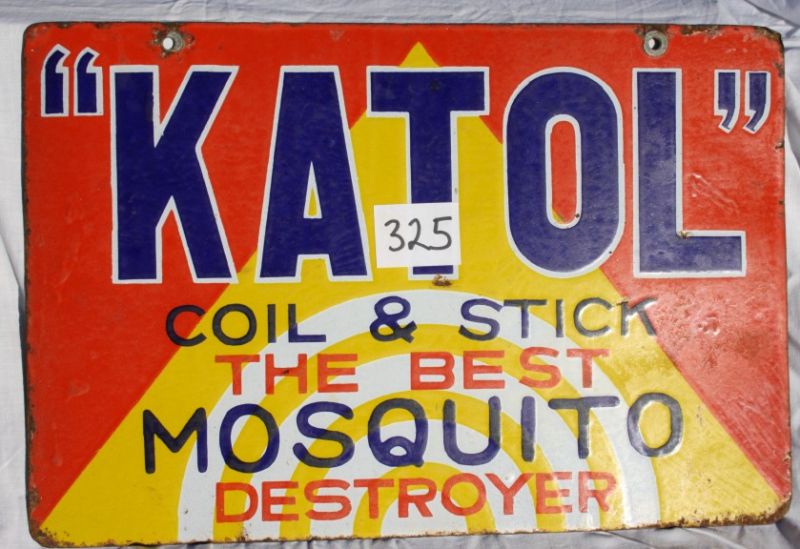 “KATOL”
325
COIL & STICK
THE BEST
MOSQUITO
DESTROYER